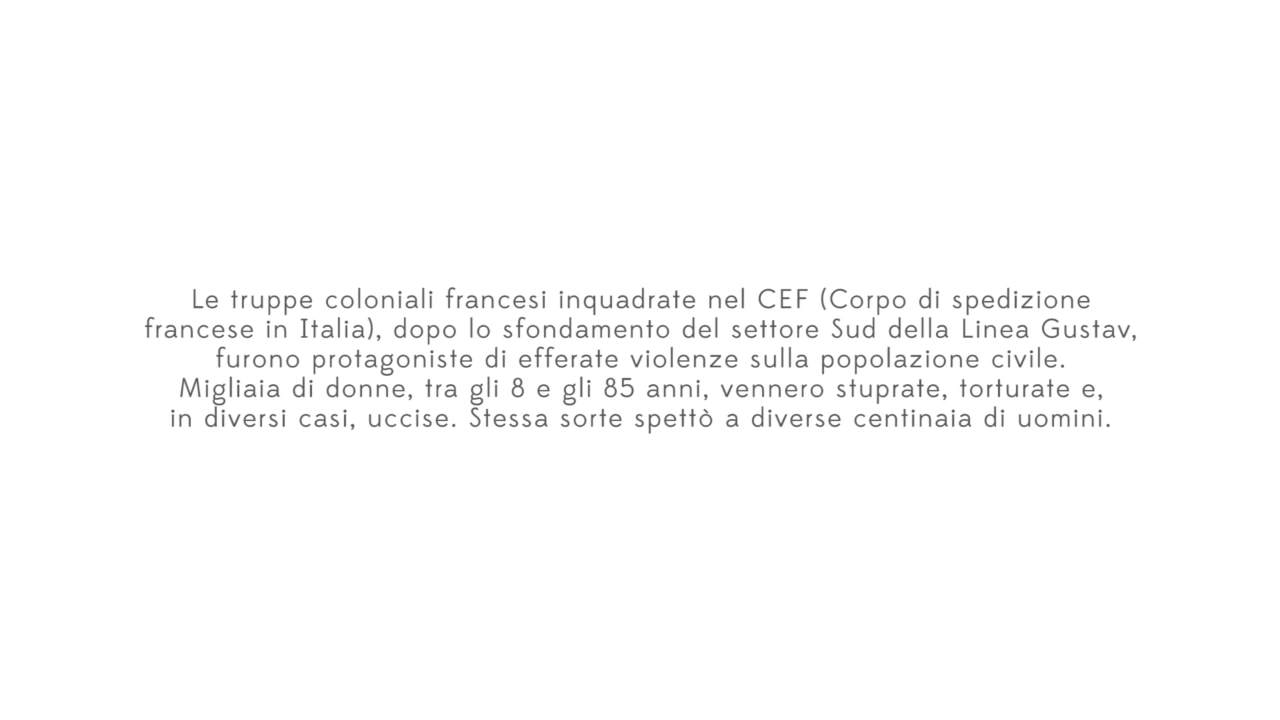 Le truppe coloniali francesi inquadrate nel CEF (Corpo di spedizione
francese in Italia), dopo lo sfondamento del settore Sud della Linea Gustav,
furono protagoniste di efferate violenze sulla popolazione civile.
Migliaia di donne, tra gli 8 e gli 85 anni, vennero stuprate, torturate e,
in diversi casi, uccise. Stessa sorte spettò a diverse centinaia di uomini.